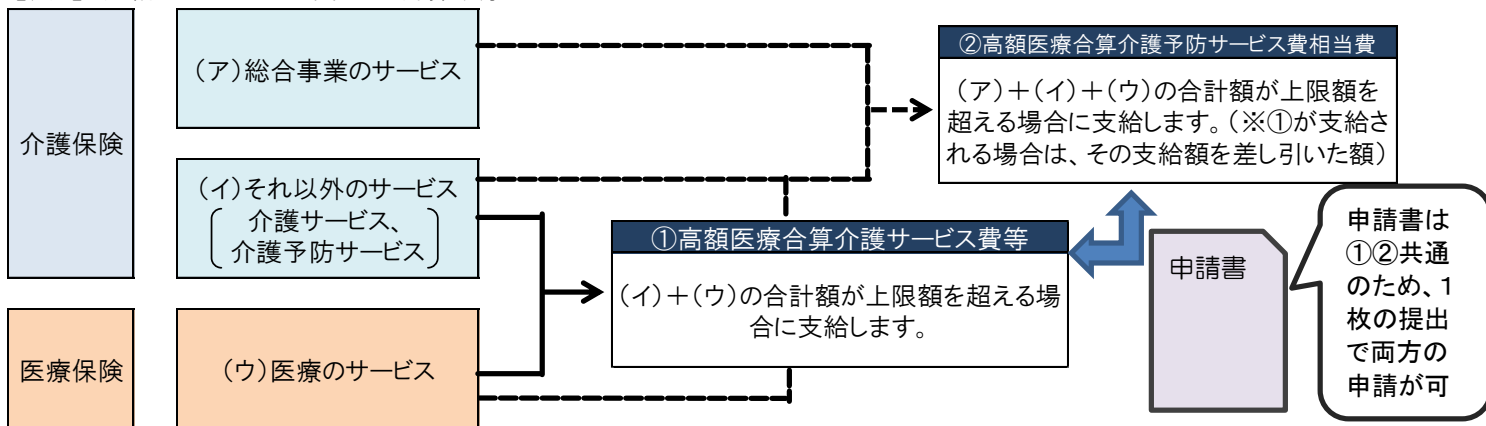 介護保険
(ア)総合事業のサービス
(イ)それ以外のサービス
介護サービス、
介護予防サービス
医療保険
(ウ)医療のサービス
②高額医療合算介護予防サービス費相当費
(ア)+(イ)+(ウ)の合計額が上限額を
超える場合に支給します。(※①が支給さ
れる場合は、その支給額を差し引いた額)
①高額医療合算介護サービス費等
(イ)+(ウ)の合計額が上限額を超える場
合に支給します。
申請書
申請書は
①②共通
のため、1
枚の提出
で両方の
申請が可